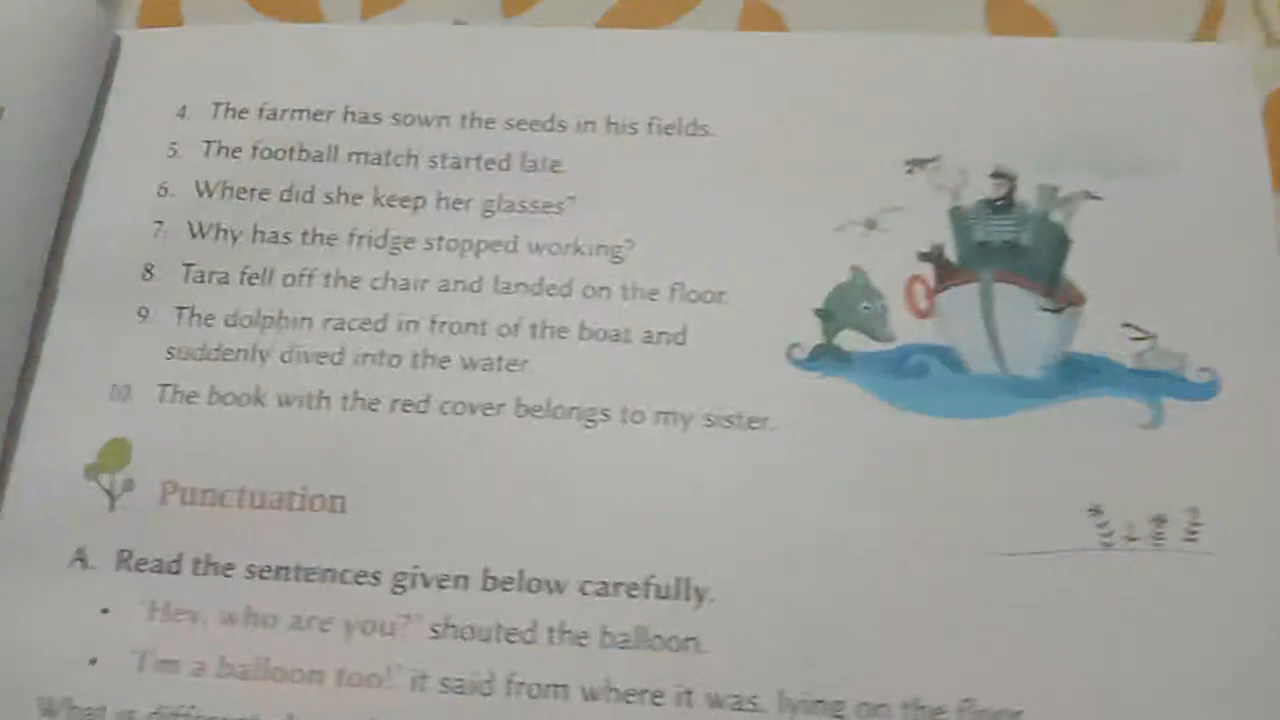 4. The farmer has sown the seeds in his fields.
5. The football match started late.
6. Where did she keep her glasses?
7. Why has the fridge stopped working?
8. Tara fell off the chair and landed on the floor.
9. The dolphin raced in front of the boat and
suddenly dived into the water.
10. The book with the red cover belongs to my sister.
Punctuation
A. Read the sentences given below carefully.
• 'Hey, who are you?' shouted the balloon.
• 'I'm a balloon too!' it said from where it was, lying on the floor.
What is